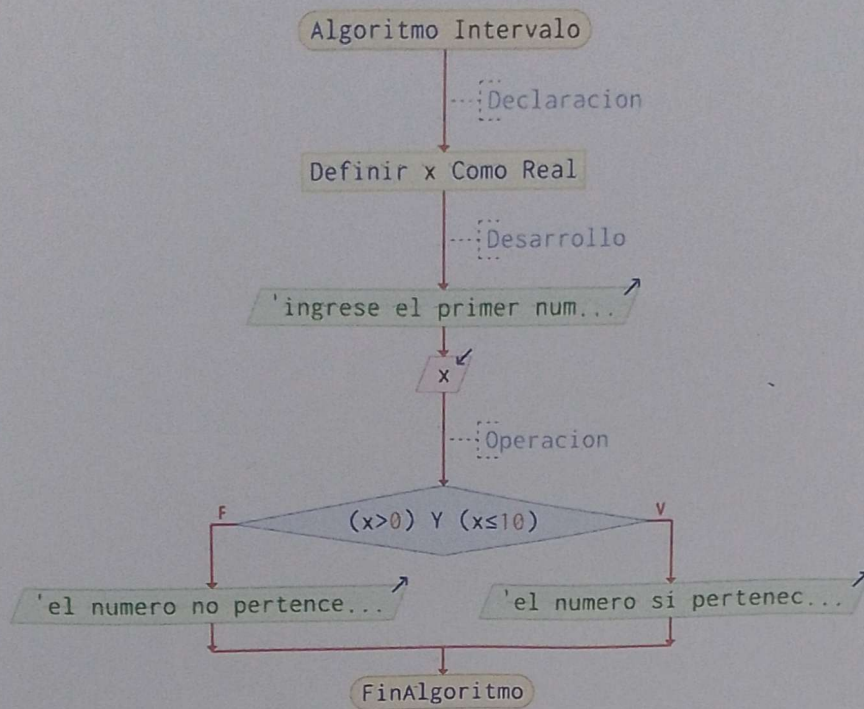 Algoritmo Intervalo
Declaracion
Definir x Como Real
Desarrollo
'ingrese el primer num...
x
Operacion
F
(x>0) Y (x≤10)
V
'el numero no pertence...
'el numero si pertenec...
FinAlgoritmo